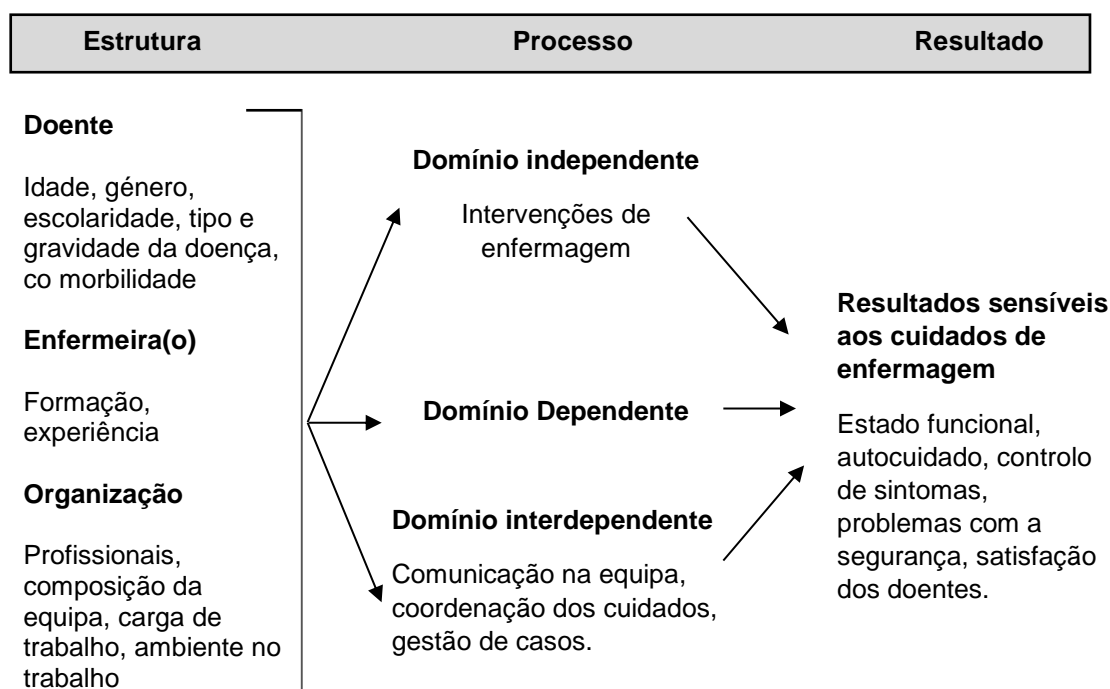 Estrutura Processo Resultado
Doente
Idade, género,
escolaridade, tipo e
gravidade da doença,
co morbilidade
Enfermeira(o)
Formação,
experiência
Organização
Profissionais,
composição da
equipa, carga de
trabalho, ambiente no
trabalho
Domínio independente
Intervenções de
enfermagem
Domínio Dependente
Domínio interdependente
Comunicação na equipa,
coordenação dos cuidados,
gestão de casos.
Resultados sensíveis
aos cuidados de
enfermagem
Estado funcional,
autocuidado, controlo
de sintomas,
problemas com a
segurança, satisfação
dos doentes.